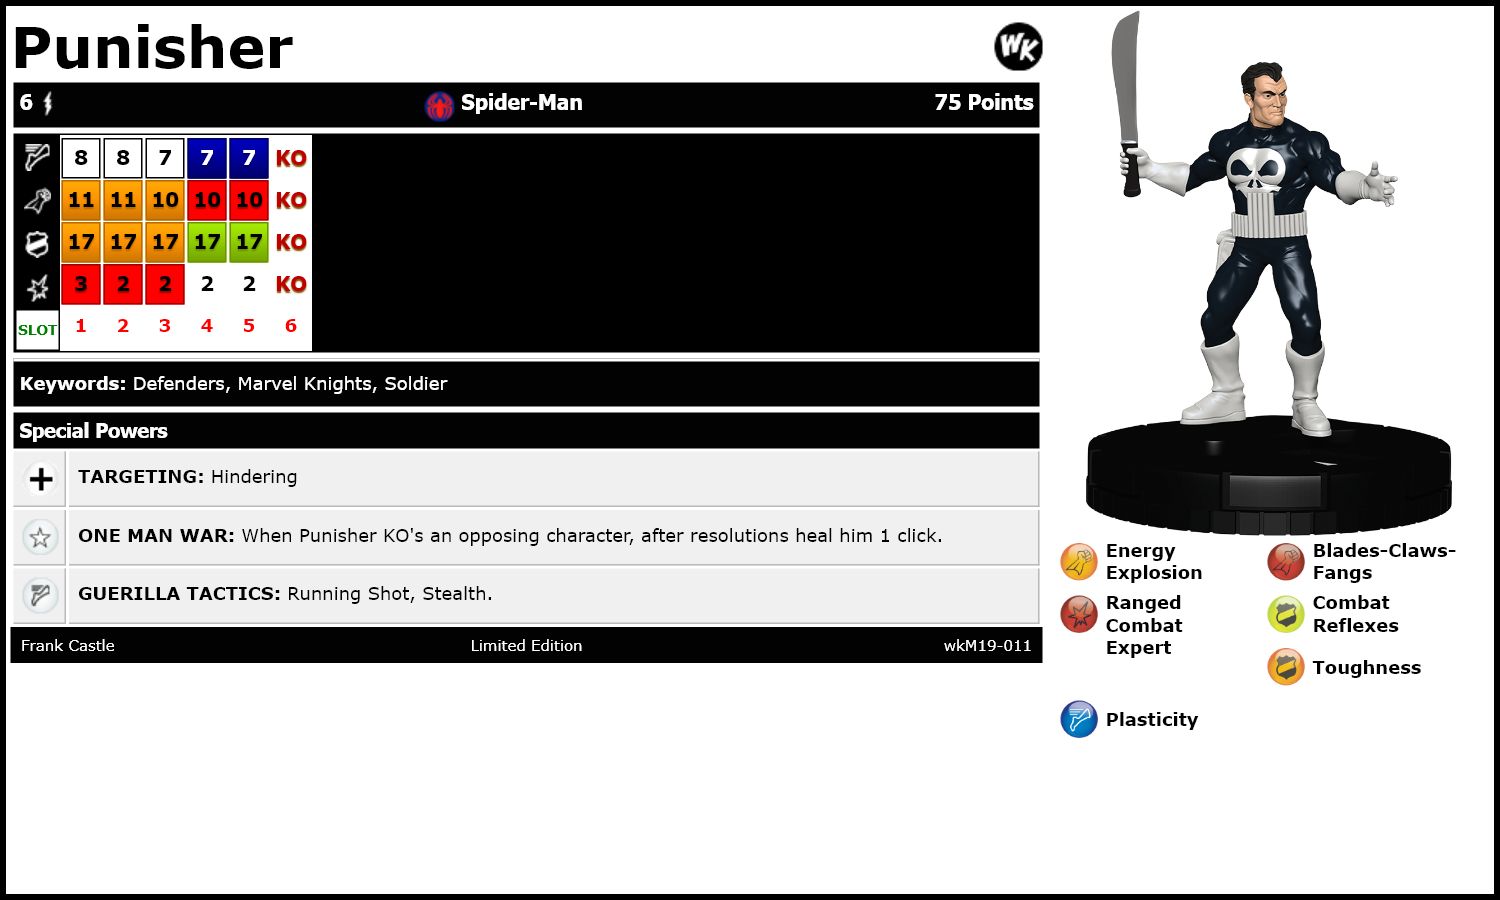 Punisher
WK
6 Spider-Man 75 Points
8 8 7 7 7 KO
11 11 10 10 10 KO
17 17 17 17 17 KO
3 2 2 2 2 KO
SLOT 1 2 3 4 5 6
Keywords: Defenders, Marvel Knights, Soldier
Special Powers
TARGETING: Hindering
ONE MAN WAR: When Punisher KO's an opposing character, after resolutions heal him 1 click.
GUERILLA TACTICS: Running Shot, Stealth.
Frank Castle Limited Edition wkM19-011
Energy
Explosion
Ranged
Combat
Expert
Plasticity
Blades-Claws-
Fangs
Combat
Reflexes
Toughness